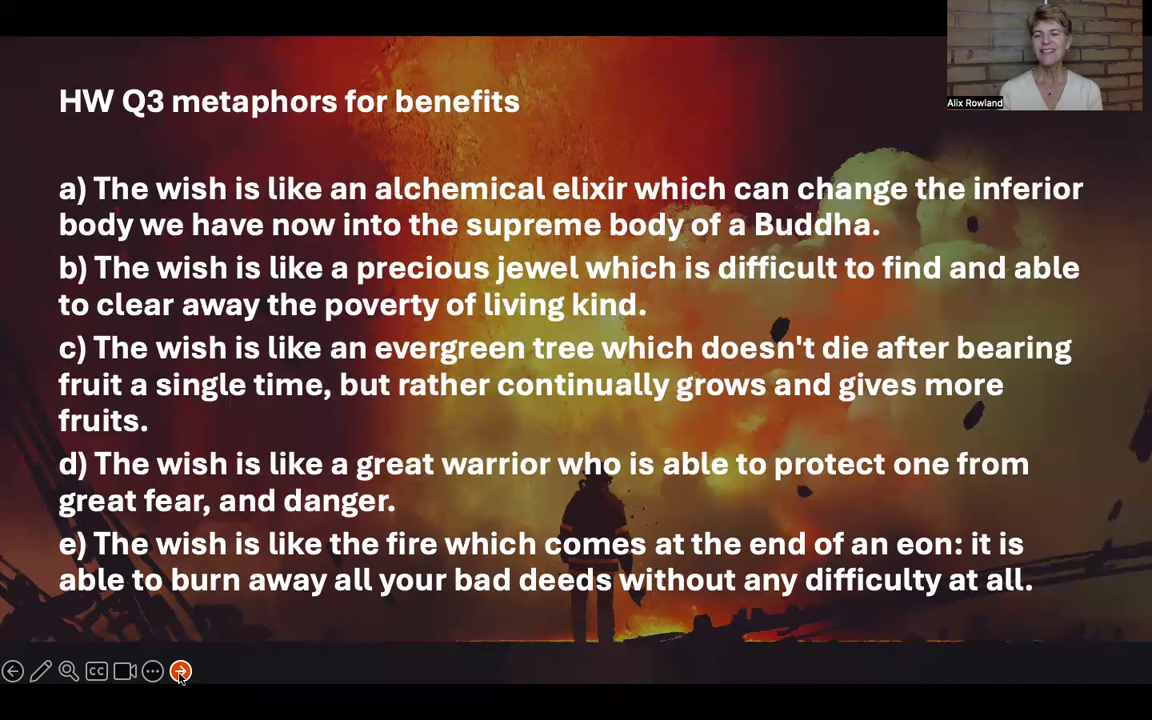 HW Q3 metaphors for benefits
Alix Rowland
a) The wish is like an alchemical elixir which can change the inferior
body we have now into the supreme body of a Buddha.
b) The wish is like a precious jewel which is difficult to find and able
to clear away the poverty of living kind.
c) The wish is like an evergreen tree which doesn't die after bearing
fruit a single time, but rather continually grows and gives more
fruits.
d) The wish is like a great warrior who is able to protect one from
great fear, and danger.
e) The wish is like the fire which comes at the end of an eon: it is
able to burn away all your bad deeds without any difficulty at all.
CC